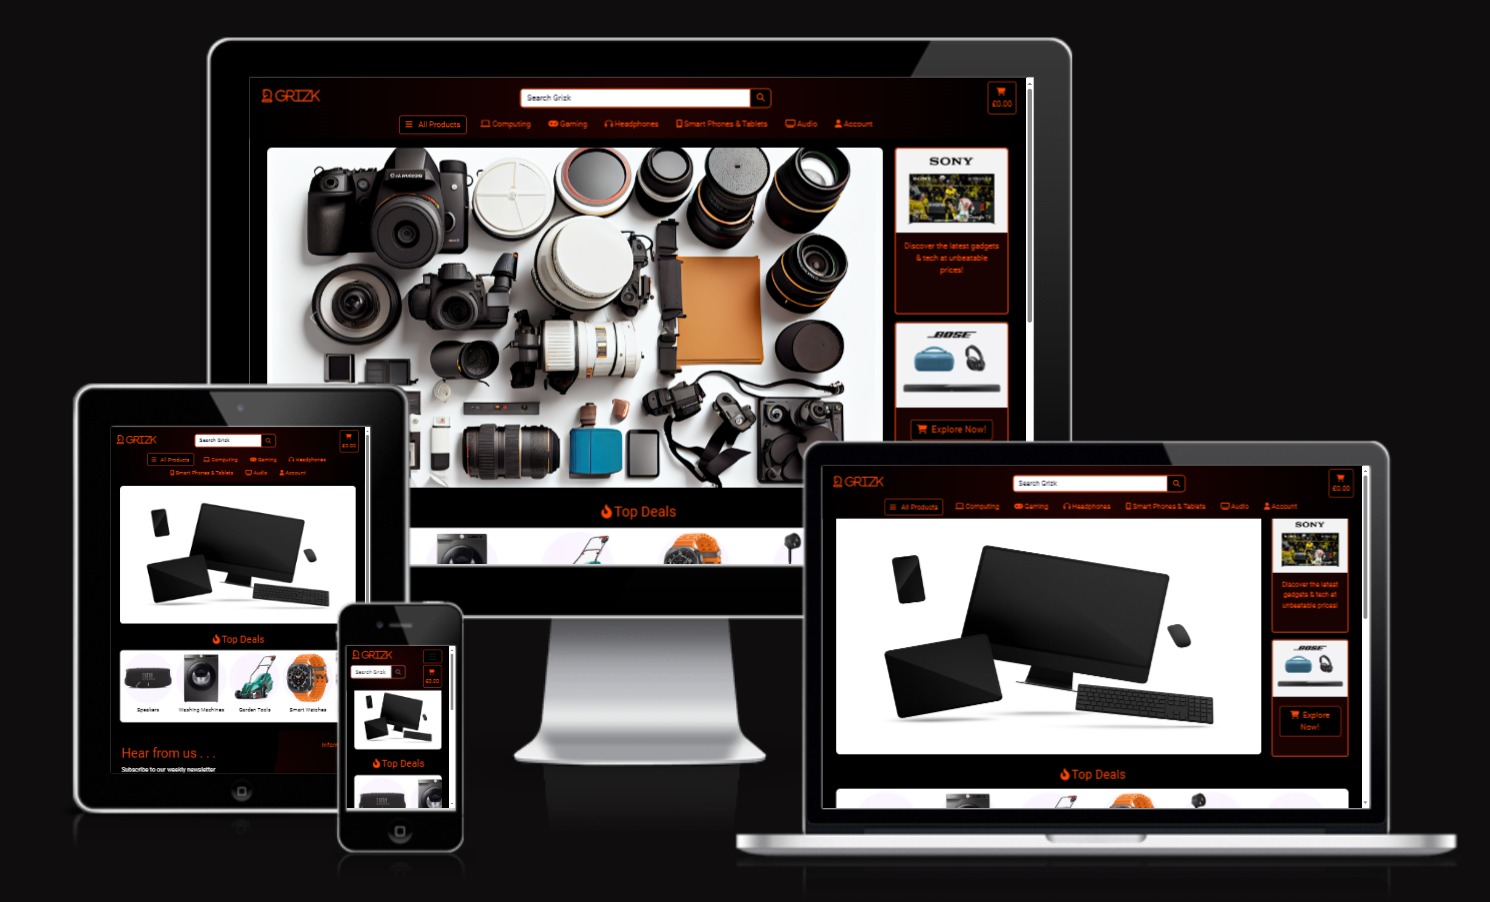 GRIZK
Search Grizk
£0.00
All Products Computing Gaming Headphones Smart Phones & Tablets Audio Account
SONY
Discover the latest gadgets
& tech at unbeatable
prices!
BOSE
Explore Now!
Top Deals
GRIZK
Search Grizk
£0.00
All Products Computing Gaming Headphones
Smart Phones & Tablets Audio Account
Top Deals
JBL
Speakers Washing Machines Garden Tools Smart Watches
Hear from us . . .
Subscribe to our weekly newsletter
GRIZK
Search Grizk
£0.00
Top Deals
GRIZK
Search Grizk
£0.00
All Products Computing Gaming Headphones Smart Phones & Tablets Audio Account
SONY
Discover the latest
gadgets & tech at
unbeatable prices!
BOSE
Explore
Now!
Top Deals